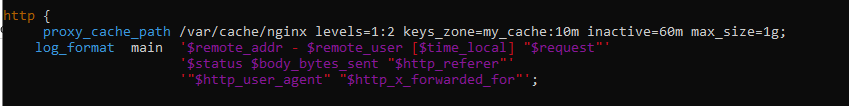 http {
proxy_cache_path /var/cache/nginx levels=1:2 keys_zone=my_cache:10m inactive=60m max_size=1g;
log_format main '$remote_addr - $remote_user [$time_local] "$request"'
'$status $body_bytes_sent "$http_referer"'
'"$http_user_agent" "$http_x_forwarded_for"';